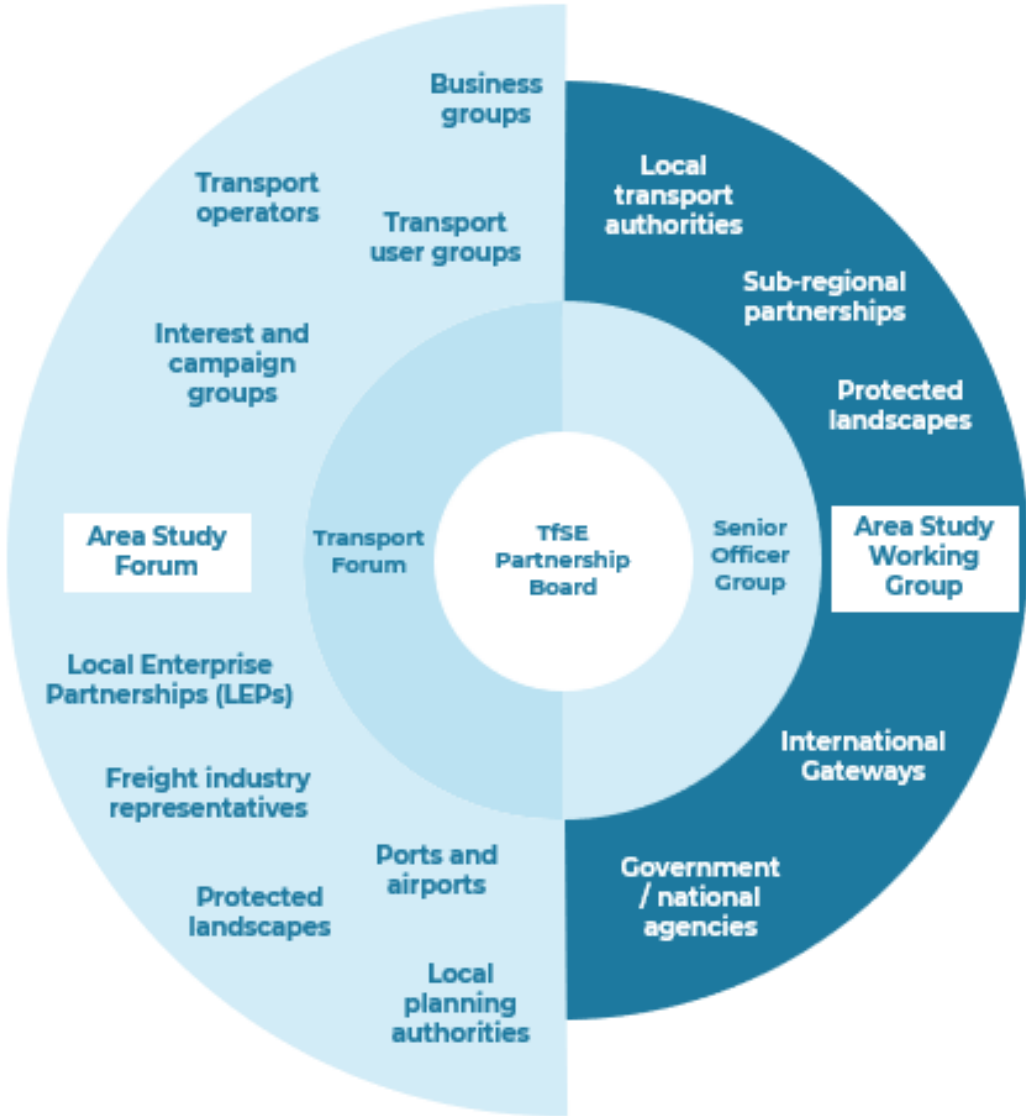 Business
groups
Transport
operators
Transport
user groups
Interest and
campaign
groups
Area Study
Forum
Local Enterprise
Partnerships (LEPs)
Freight industry
representatives
Ports and
airports
Protected
landscapes
Local
planning
authorities
Transport
Forum
TfSE
Partnership
Board
Senior
Officer
Group
Local
transport
authorities
Sub-regional
partnerships
Protected
landscapes
Area Study
Working
Group
International
Gateways
Government
/ national
agencies